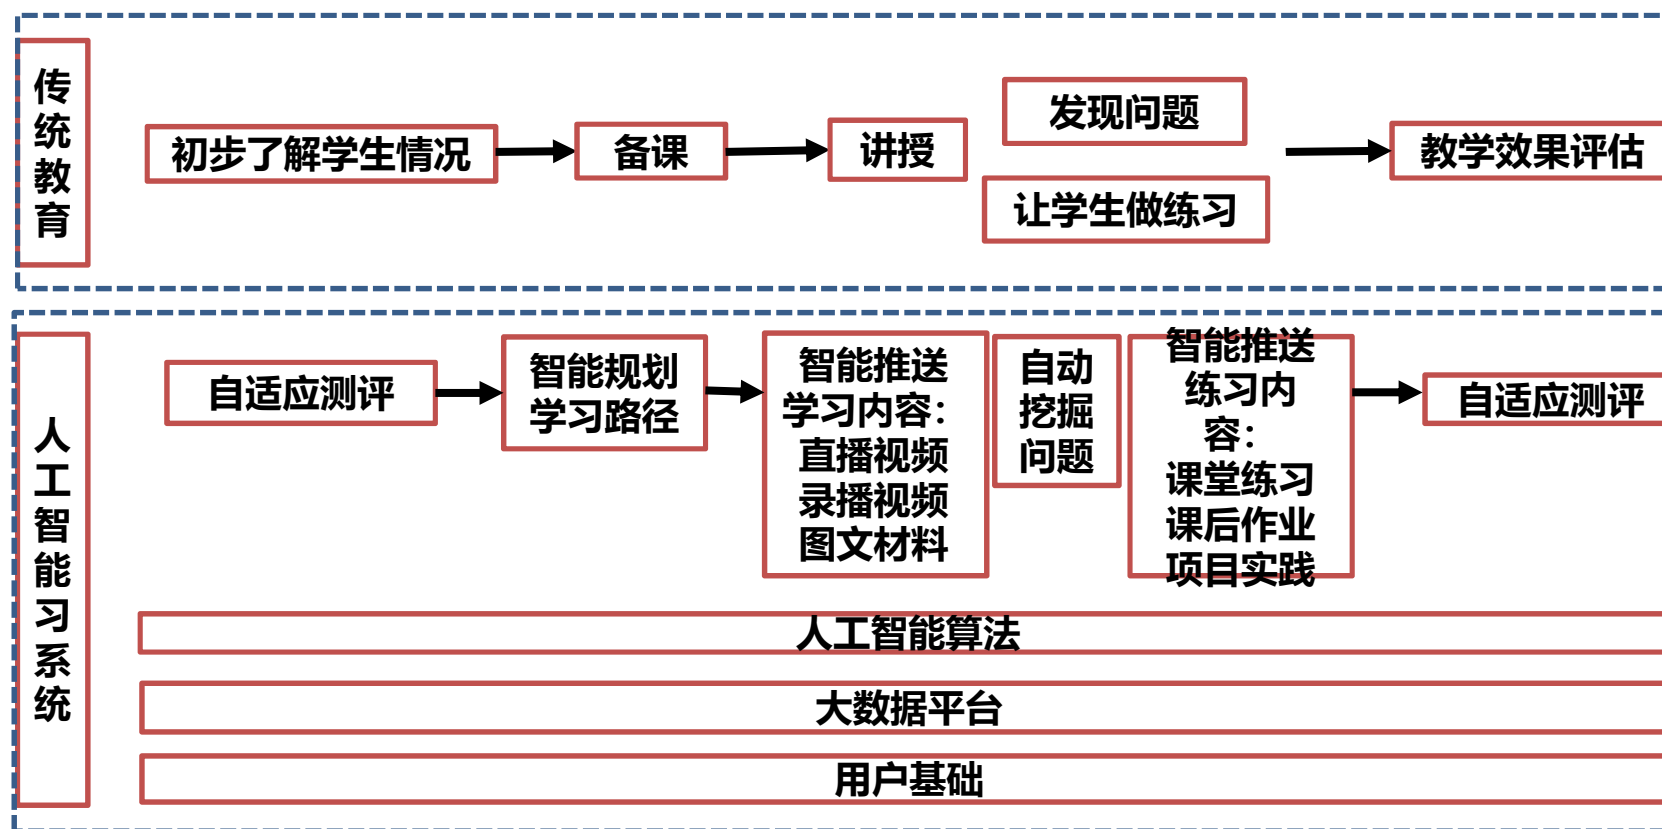 传
统
教
育
初步了解学生情况
备课
讲授
发现问题
让学生做练习
教学效果评估
人
工
智
能
习
系
统
自适应测评
智能规划
学习路径
智能推送
学习内容：
直播视频
录播视频
图文材料
自动
挖掘
问题
智能推送
练习内
容：
课堂练习
课后作业
项目实践
自适应测评
人工智能算法
大数据平台
用户基础